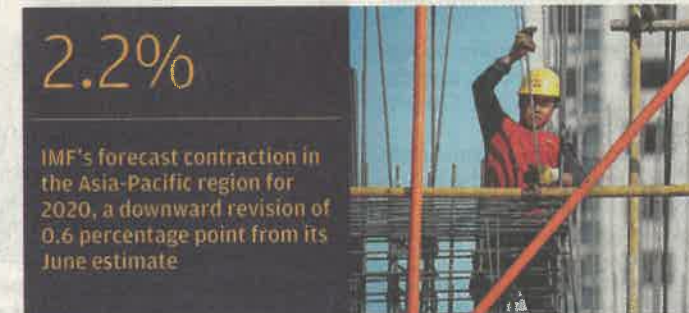 2.2%
IMF's forecast contraction in
the Asia-Pacific region for
2020, a downward revision of
0.6 percentage point from its
June estimate